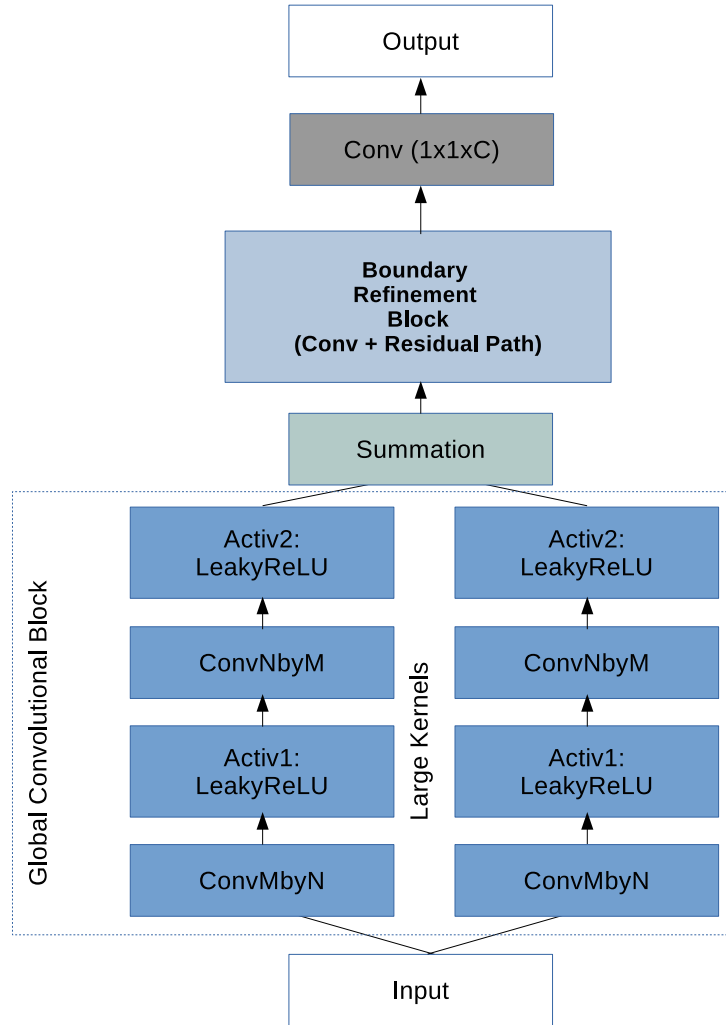 Output
Conv (1x1xC)
Boundary
Refinement
Block
(Conv + Residual Path)
Summation
Global Convolutional Block
Activ2:
LeakyReLU
ConvNbyM
Activ1:
LeakyReLU
ConvMbyN
Large Kernels
Activ2:
LeakyReLU
ConvNbyM
Activ1:
LeakyReLU
ConvMbyN
Input